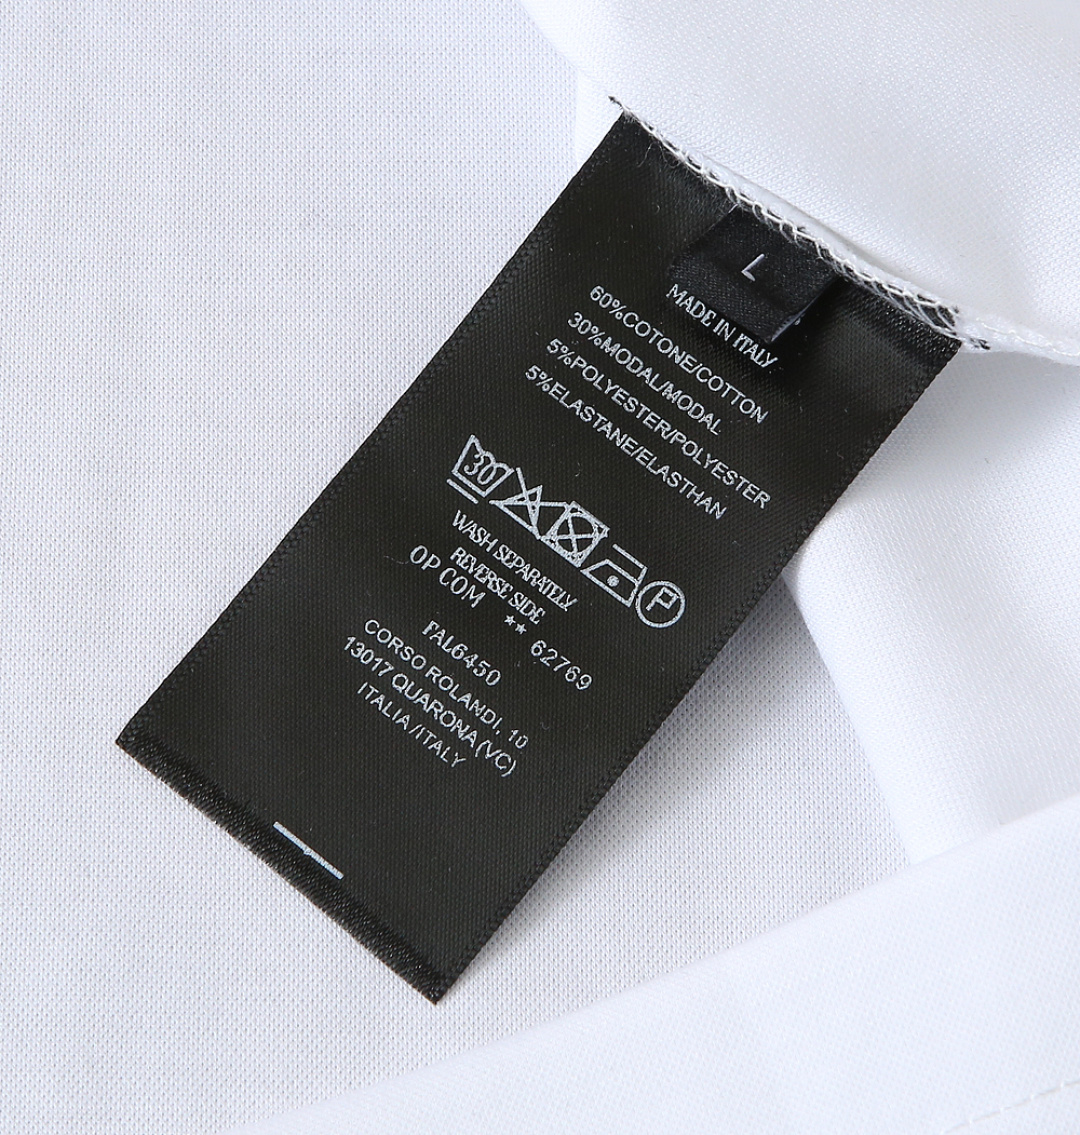 L
MADE IN ITALY
60%COTONE/COTTON
30%MODAL/MODAL
5%POLYESTER/POLYESTER
5%ELASTANE/ELASTHAN
30
P
WASH SEPARATELY
REVERSE SIDE
OP COM ** 62769
FAL6450
CORSO ROLANDI, 10
13017 QUARONA (VC)
ITALIA /ITALY